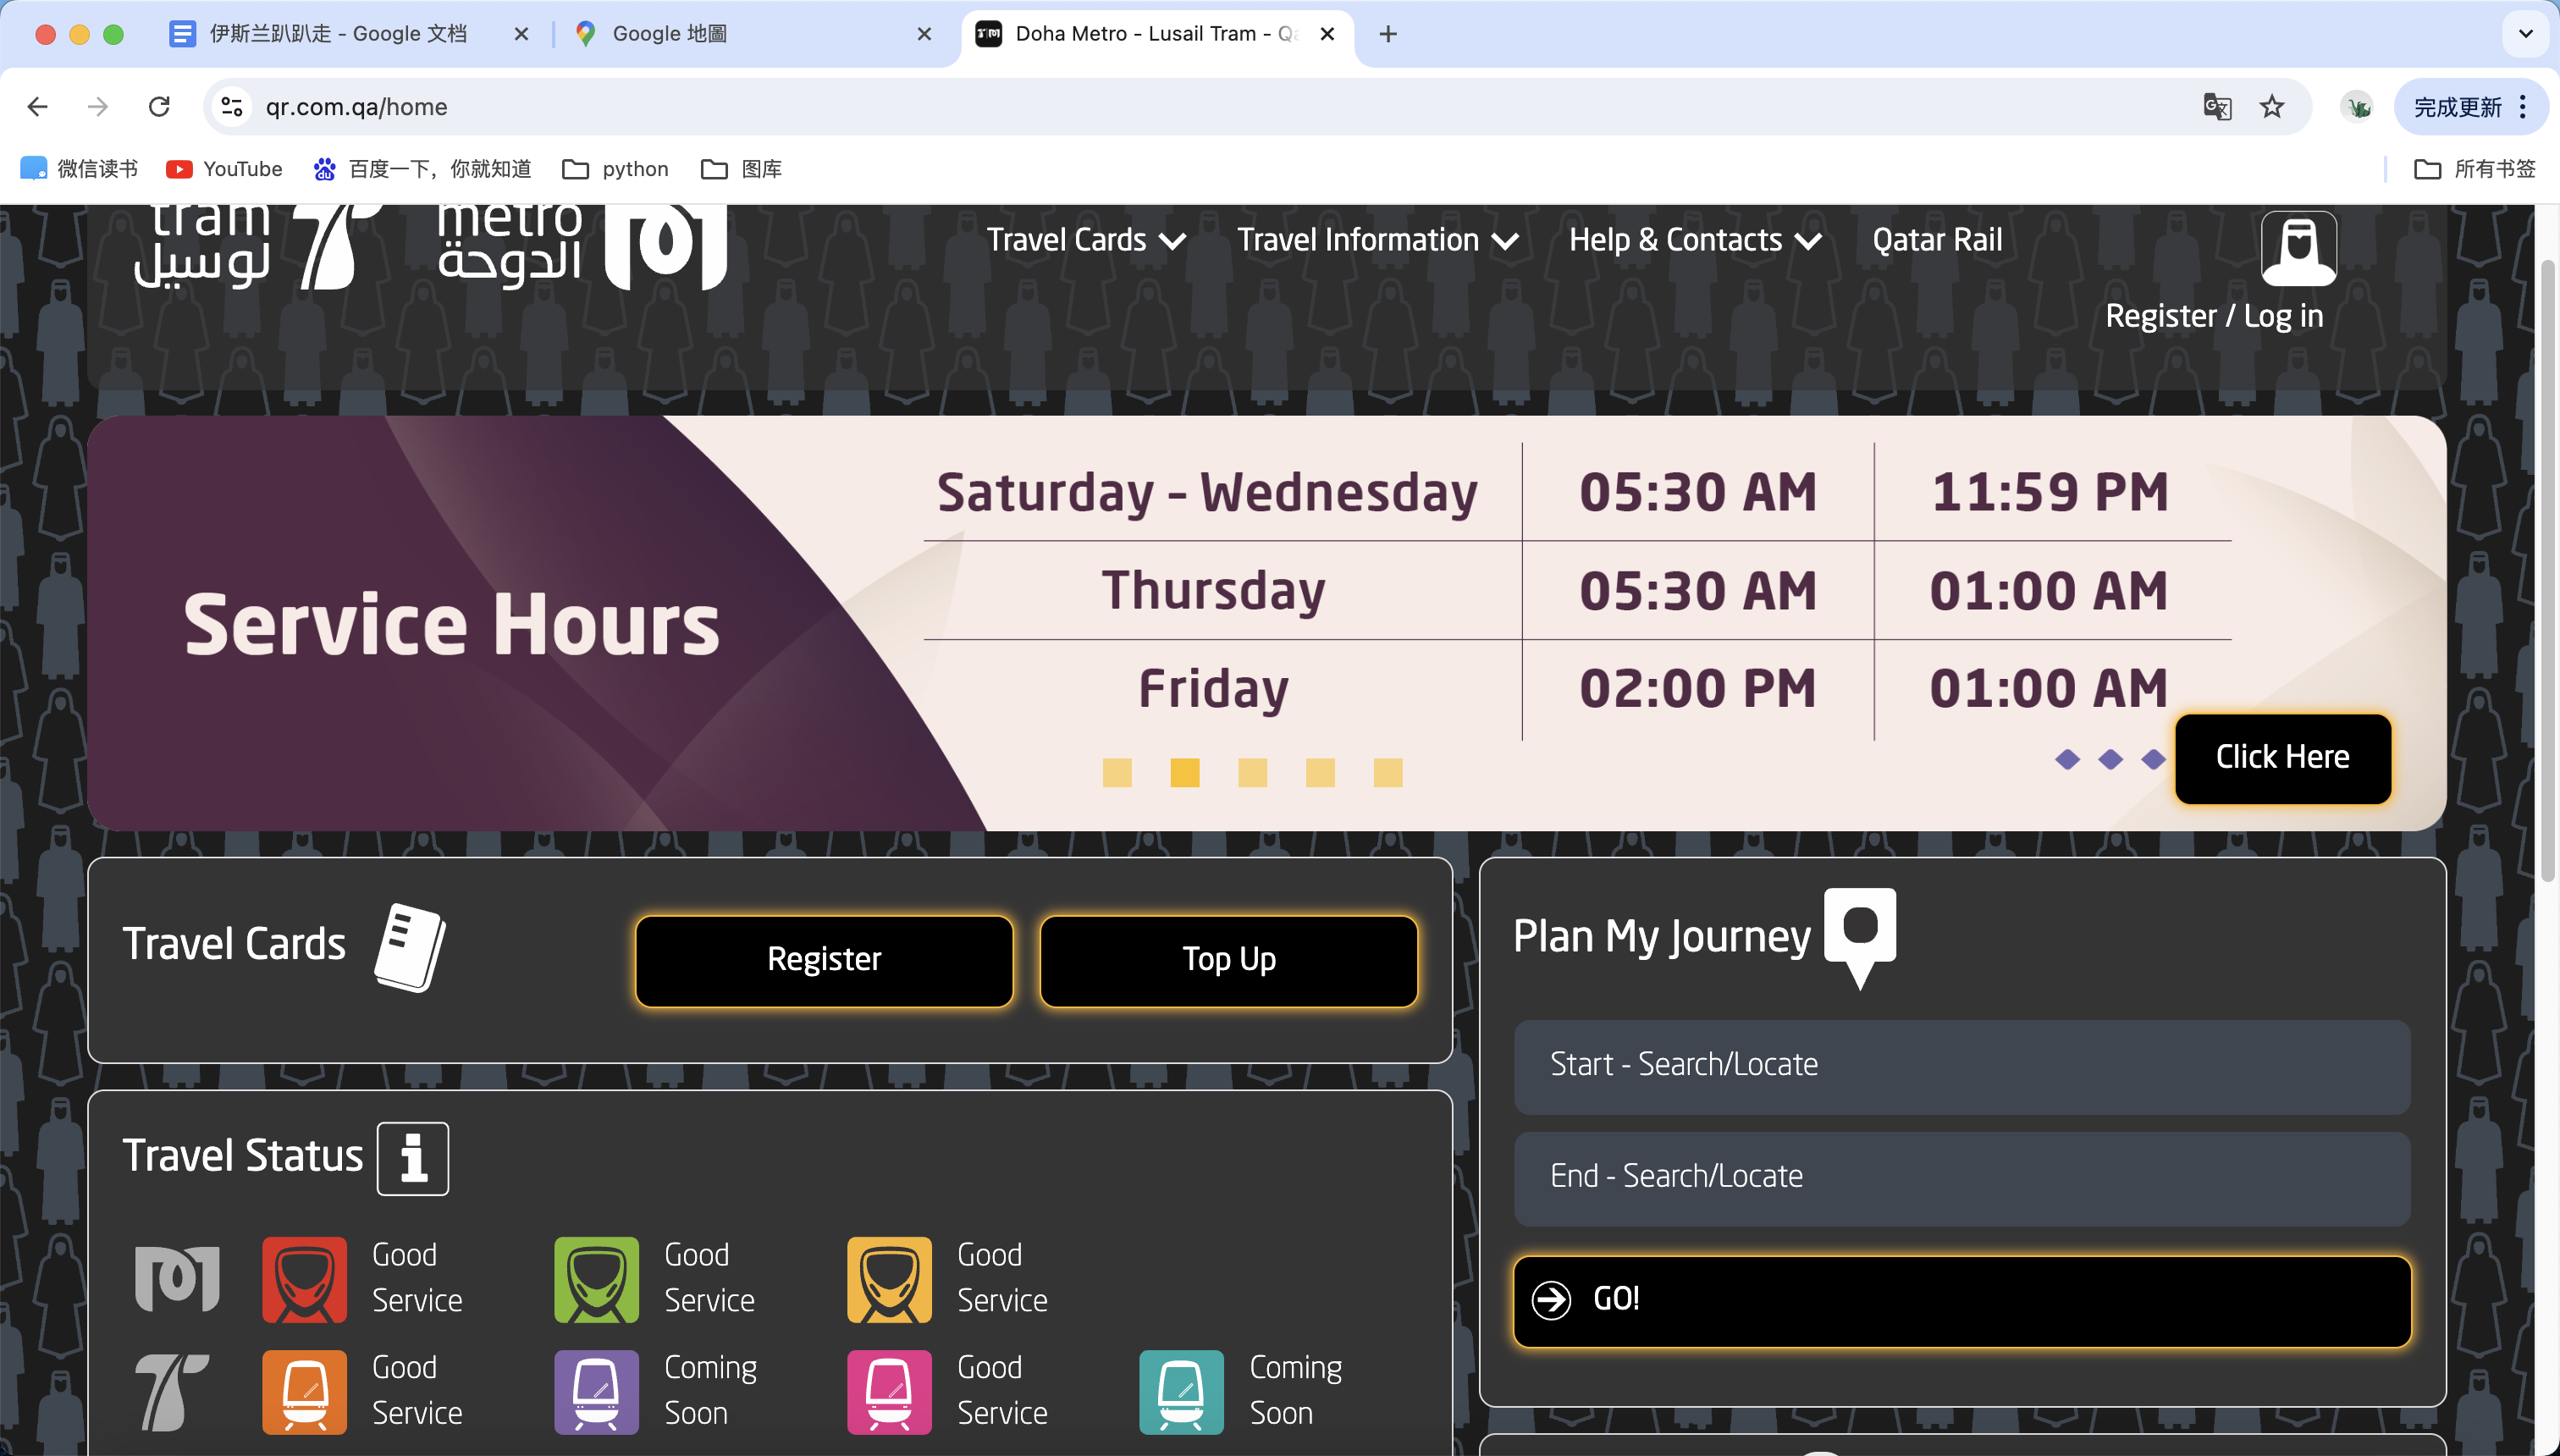 伊斯兰趴趴走 - Google 文档
Google 地圖
Doha Metro - Lusail Tram - Q
qr.com.qa/home
完成更新
微信读书
YouTube
百度一下，你就知道
python
图库
所有书签
tram
لوسيل
metro
الدوحة
Travel Cards
Travel Information
Help & Contacts
Qatar Rail
Register / Log in
Service Hours
Saturday – Wednesday 05:30 AM 11:59 PM
Thursday 05:30 AM 01:00 AM
Friday 02:00 PM 01:00 AM
Click Here
Travel Cards
Register
Top Up
Plan My Journey
Start - Search/Locate
End - Search/Locate
GO!
Travel Status
Good
Service
Good
Service
Good
Service
Good
Service
Coming
Soon
Good
Service
Coming
Soon